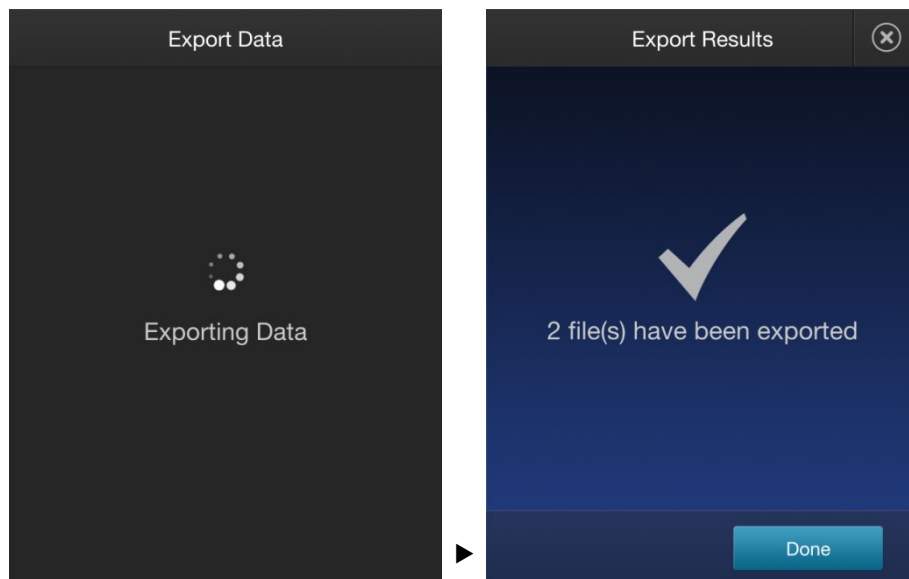 Export Data
Exporting Data
Export Results
2 file(s) have been exported
Done